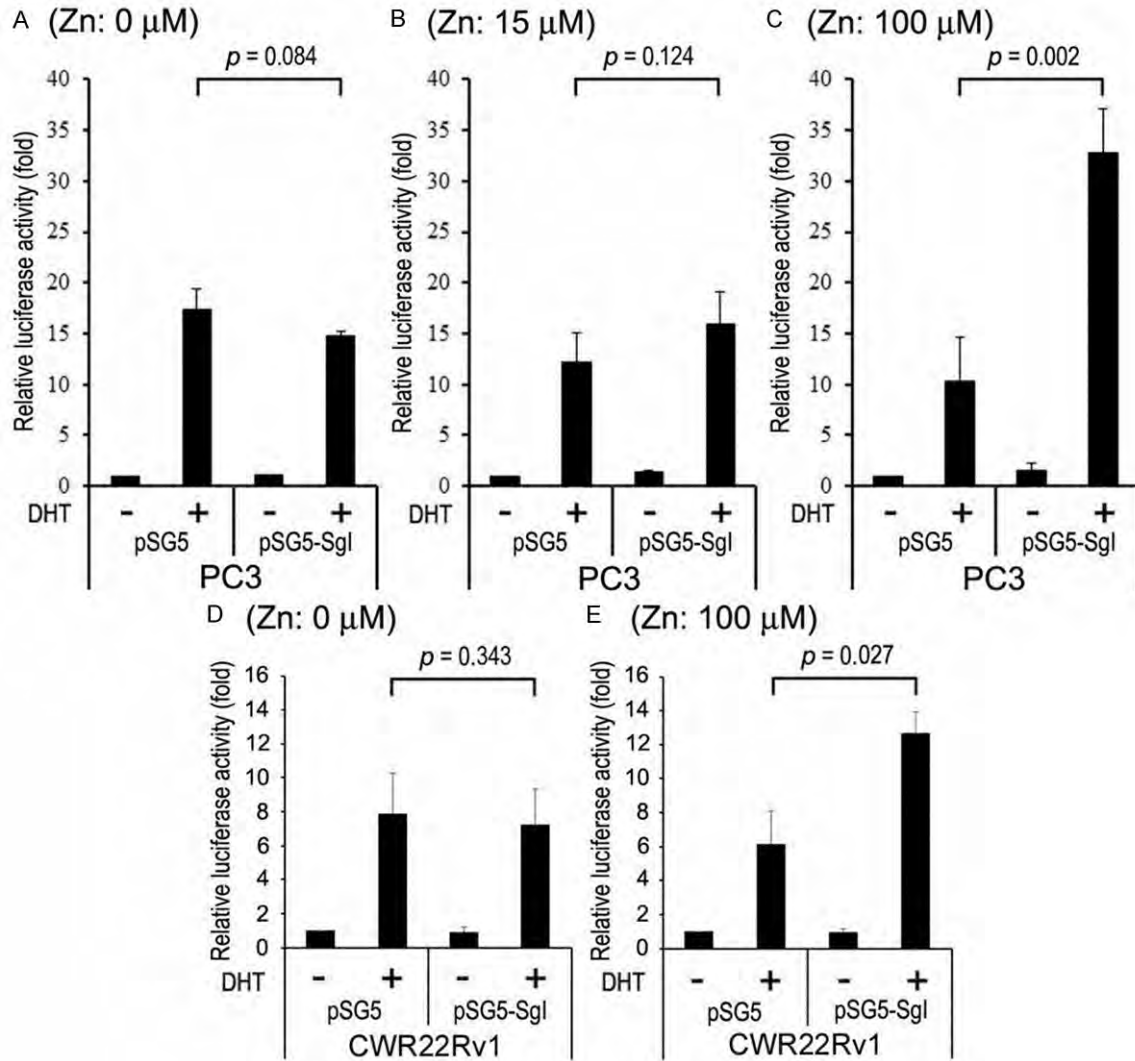 A (Zn: 0 μM)
p = 0.084
Relative luciferase activity (fold)
40
35
30
25
20
15
10
5
0
DHT - + - +
pSG5 pSG5-SgI
PC3
B (Zn: 15 μM)
p = 0.124
Relative luciferase activity (fold)
40
35
30
25
20
15
10
5
0
DHT - + - +
pSG5 pSG5-SgI
PC3
C (Zn: 100 μM)
p = 0.002
Relative luciferase activity (fold)
40
35
30
25
20
15
10
5
0
DHT - + - +
pSG5 pSG5-SgI
PC3
D (Zn: 0 μM)
p = 0.343
Relative luciferase activity (fold)
16
14
12
10
8
6
4
2
0
DHT - + - +
pSG5 pSG5-SgI
CWR22Rv1
E (Zn: 100 μM)
p = 0.027
Relative luciferase activity (fold)
16
14
12
10
8
6
4
2
0
DHT - + - +
pSG5 pSG5-SgI
CWR22Rv1